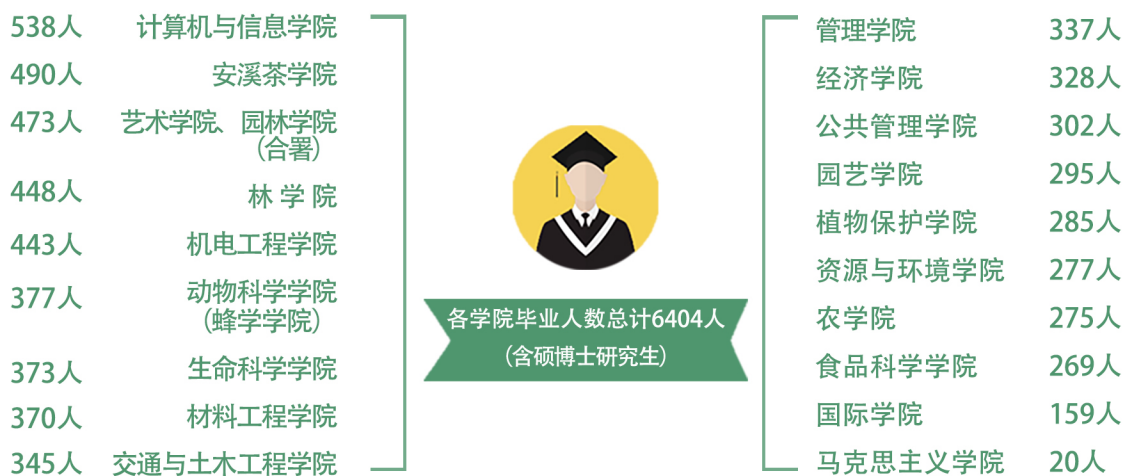 538人 计算机与信息学院
490人 安溪茶学院
473人 艺术学院、园林学院
(合署)
448人 林学院
443人 机电工程学院
377人 动物科学学院
(蜂学学院)
373人 生命科学学院
370人 材料工程学院
345人 交通与土木工程学院
各学院毕业人数总计6404人
(含硕博士研究生)
管理学院 337人
经济学院 328人
公共管理学院 302人
园艺学院 295人
植物保护学院 285人
资源与环境学院 277人
农学院 275人
食品科学学院 269人
国际学院 159人
马克思主义学院 20人